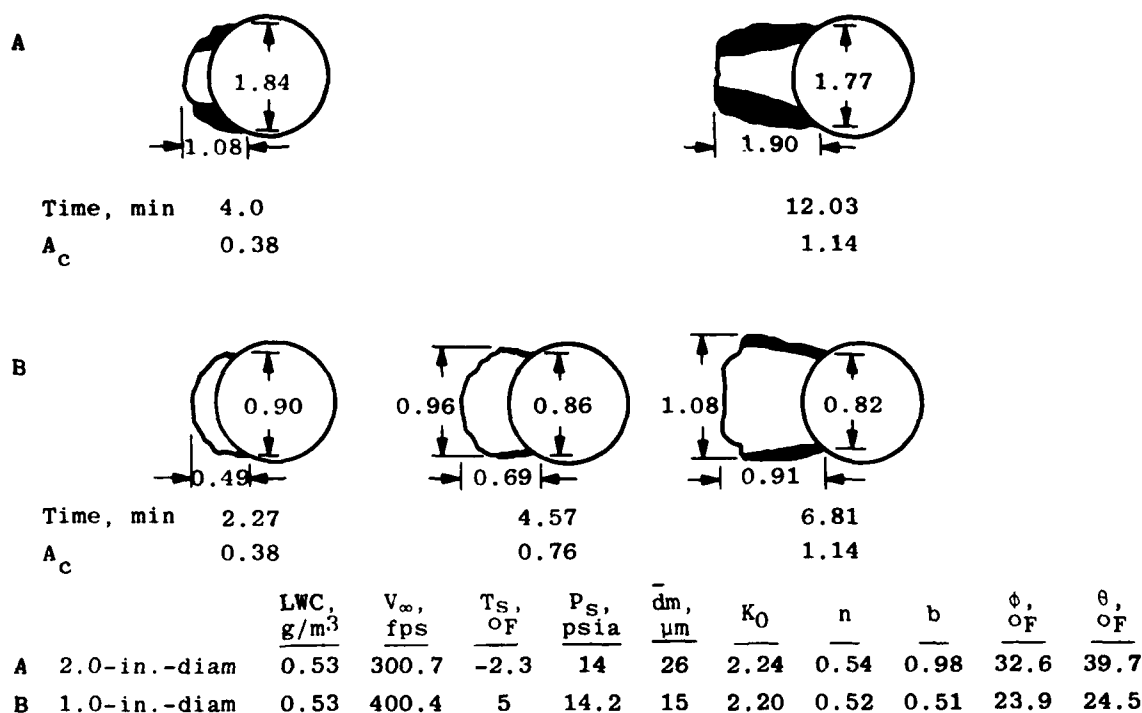 A
1.84
1.77
1.08
1.90
Time, min 4.0 12.03
Ac 0.38 1.14
B
0.90 0.96 0.86 1.08 0.82
0.49 0.69 0.91
Time, min 2.27 4.57 6.81
Ac 0.38 0.76 1.14
LWC, g/m3 V∞, fps TS, °F PS, psia d̄m, μm K0 n b ϕ, °F θ, °F
A 2.0-in.-diam 0.53 300.7 -2.3 14 26 2.24 0.54 0.98 32.6 39.7
B 1.0-in.-diam 0.53 400.4 5 14.2 15 2.20 0.52 0.51 23.9 24.5